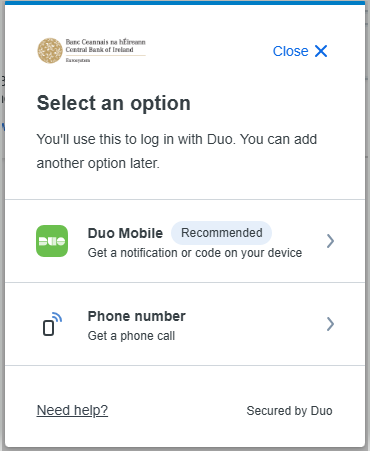 Banc Ceannais na hÉireann
Central Bank of Ireland
Eurosystem
Close
Select an option
You'll use this to log in with Duo. You can add
another option later.
DUO
Duo Mobile Recommended
Get a notification or code on your device
Phone number
Get a phone call
Need help?
Secured by Duo